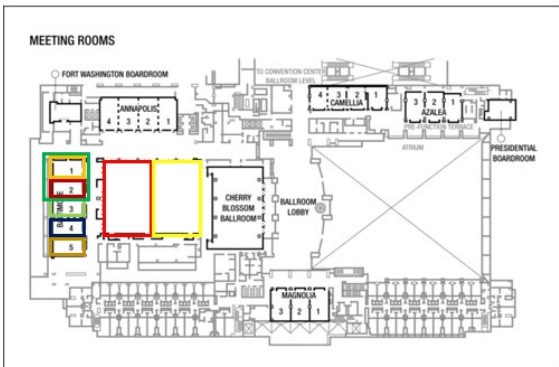 MEETING ROOMS
FORT WASHINGTON BOARDROOM
TO CONVENTION CENTER
BALLROOM LEVEL
ANNAPOLIS
4 3 2 1
4 3 2 1
CAMELLIA
3 2 1
AZALEA
PRE-FUNCTION TERRACE
PRESIDENTIAL
BOARDROOM
ATRIUM
1
2
3
4
5
CHERRY
BLOSSOM
BALLROOM
BALLROOM
LOBBY
MAGNOLIA
3 2 1